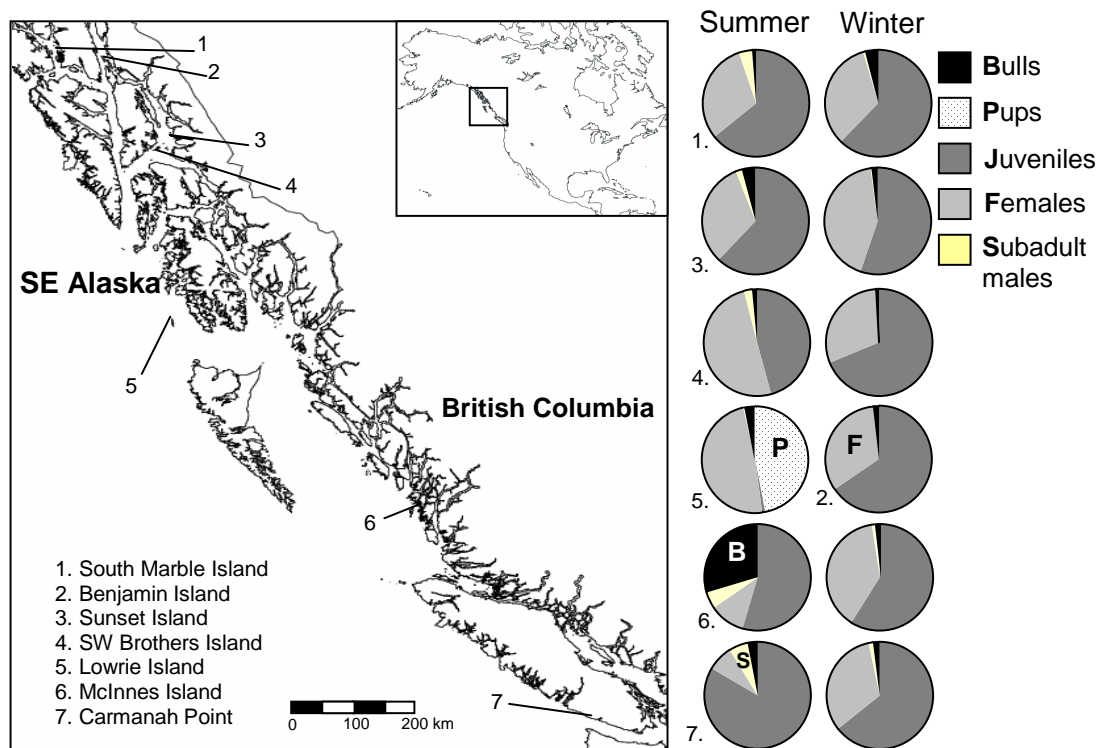 1
2
3
4
SE Alaska
5
British Columbia
6
7
1. South Marble Island
2. Benjamin Island
3. Sunset Island
4. SW Brothers Island
5. Lowrie Island
6. McInnes Island
7. Carmanah Point
0 100 200 km
Summer Winter
1.
3.
4.
P
5.
F
2.
B
6.
S
7.
Bulls
Pups
Juveniles
Females
Subadult
males